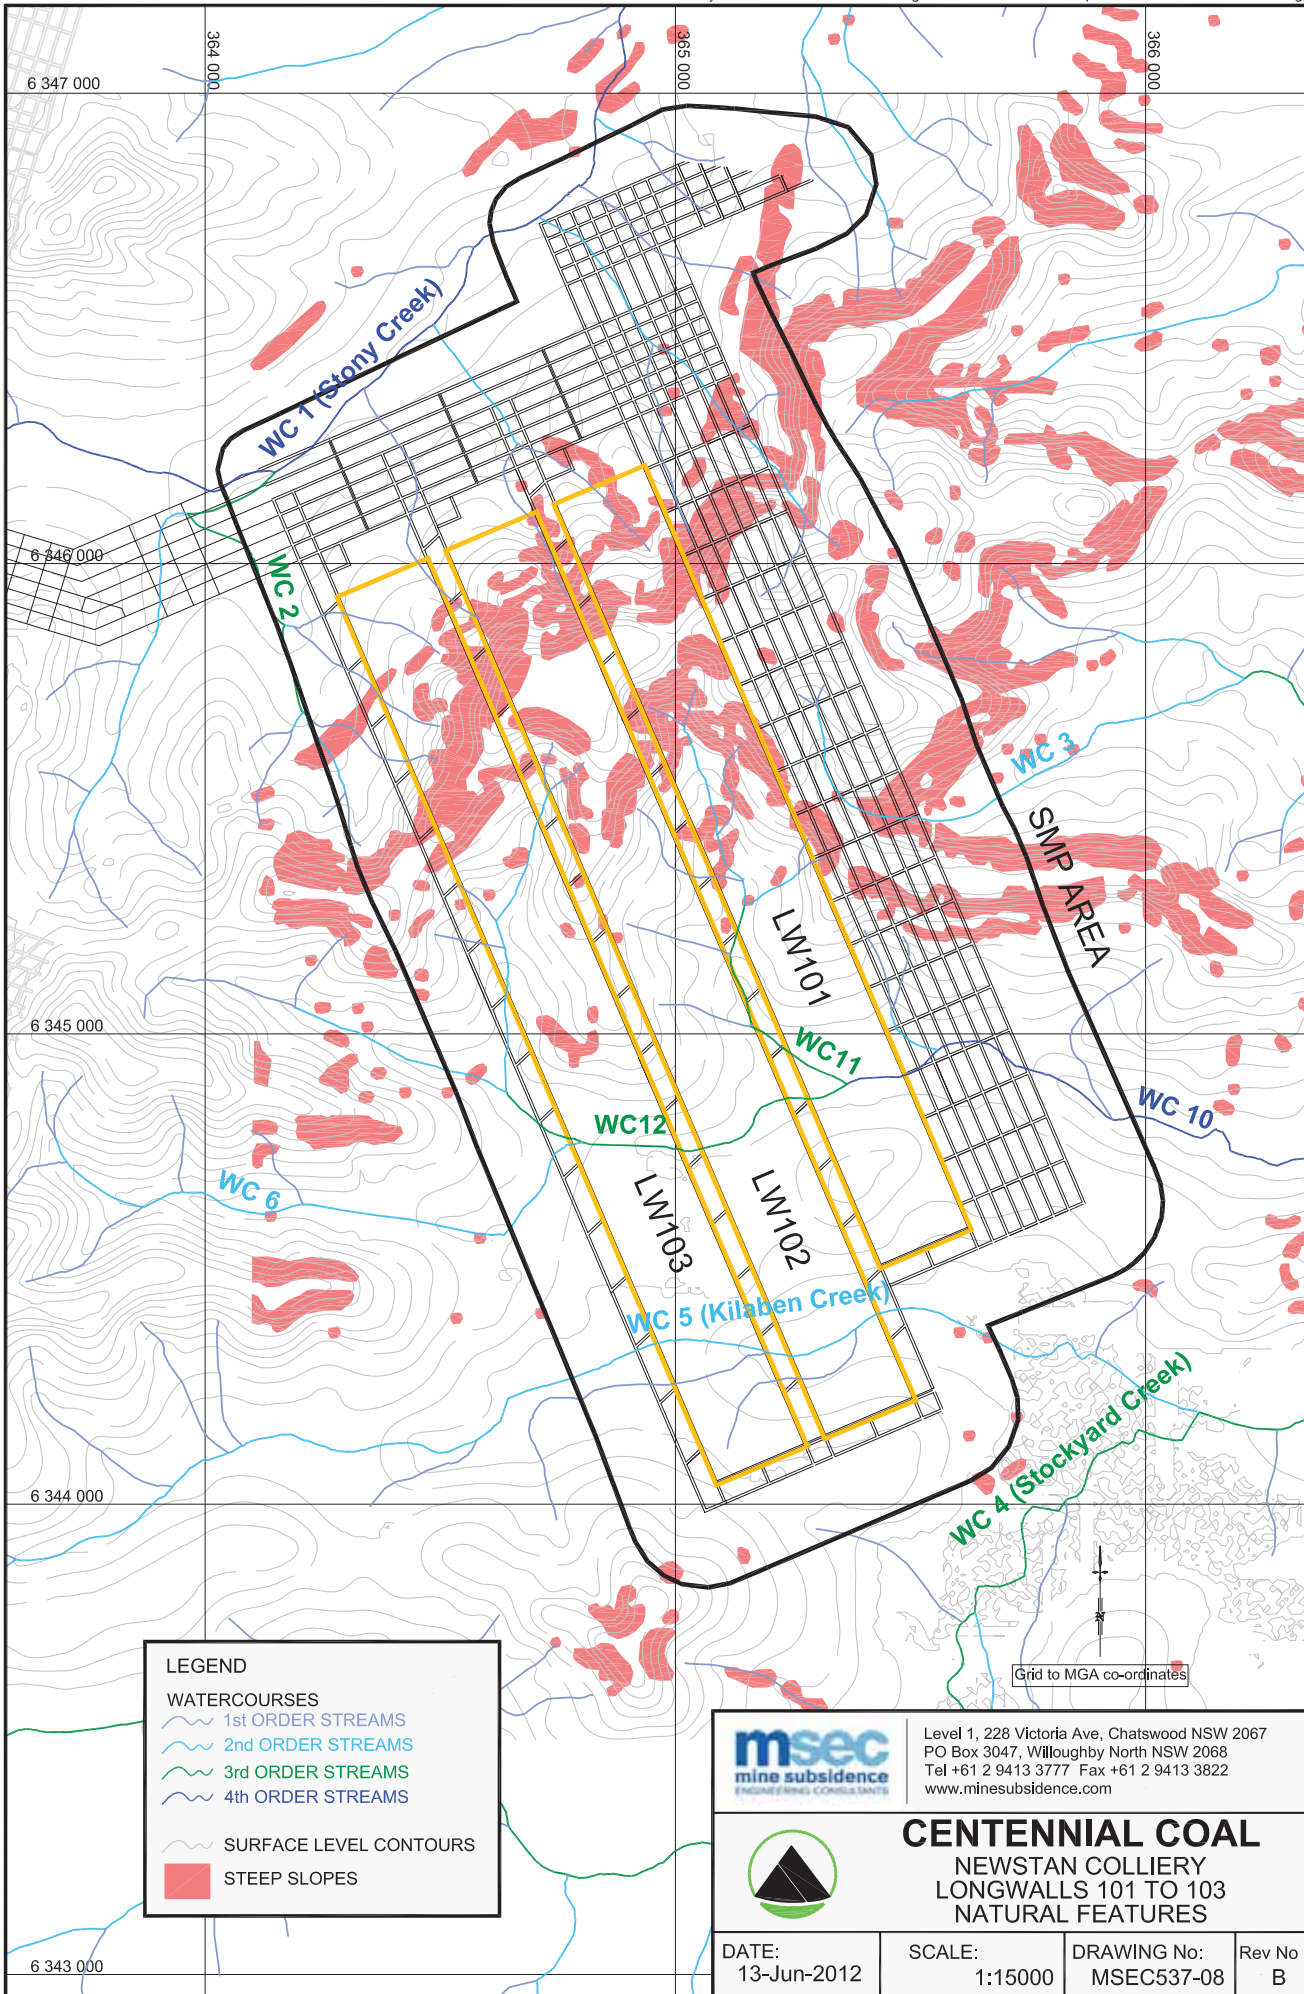 364 000
365 000
366 000
6 347 000
WC 1 (Stony Creek)
6 346 000
WC 2
WC 3
SMP AREA
LW101
6 345 000
WC11
WC12
WC 10
WC 6
LW103
LW102
WC 5 (Kilaben Creek)
WC 4 (Stockyard Creek)
6 344 000
N
Grid to MGA co-ordinates
LEGEND
WATERCOURSES
1st ORDER STREAMS
2nd ORDER STREAMS
3rd ORDER STREAMS
4th ORDER STREAMS
SURFACE LEVEL CONTOURS
STEEP SLOPES
6 343 000
msec
mine subsidence
ENGINEERING CONSULTANTS
Level 1, 228 Victoria Ave, Chatswood NSW 2067
PO Box 3047, Willoughby North NSW 2068
Tel +61 2 9413 3777 Fax +61 2 9413 3822
www.minesubsidence.com
CENTENNIAL COAL
NEWSTAN COLLIERY
LONGWALLS 101 TO 103
NATURAL FEATURES
DATE:
13-Jun-2012
SCALE:
1:15000
DRAWING No:
MSEC537-08
Rev No
B